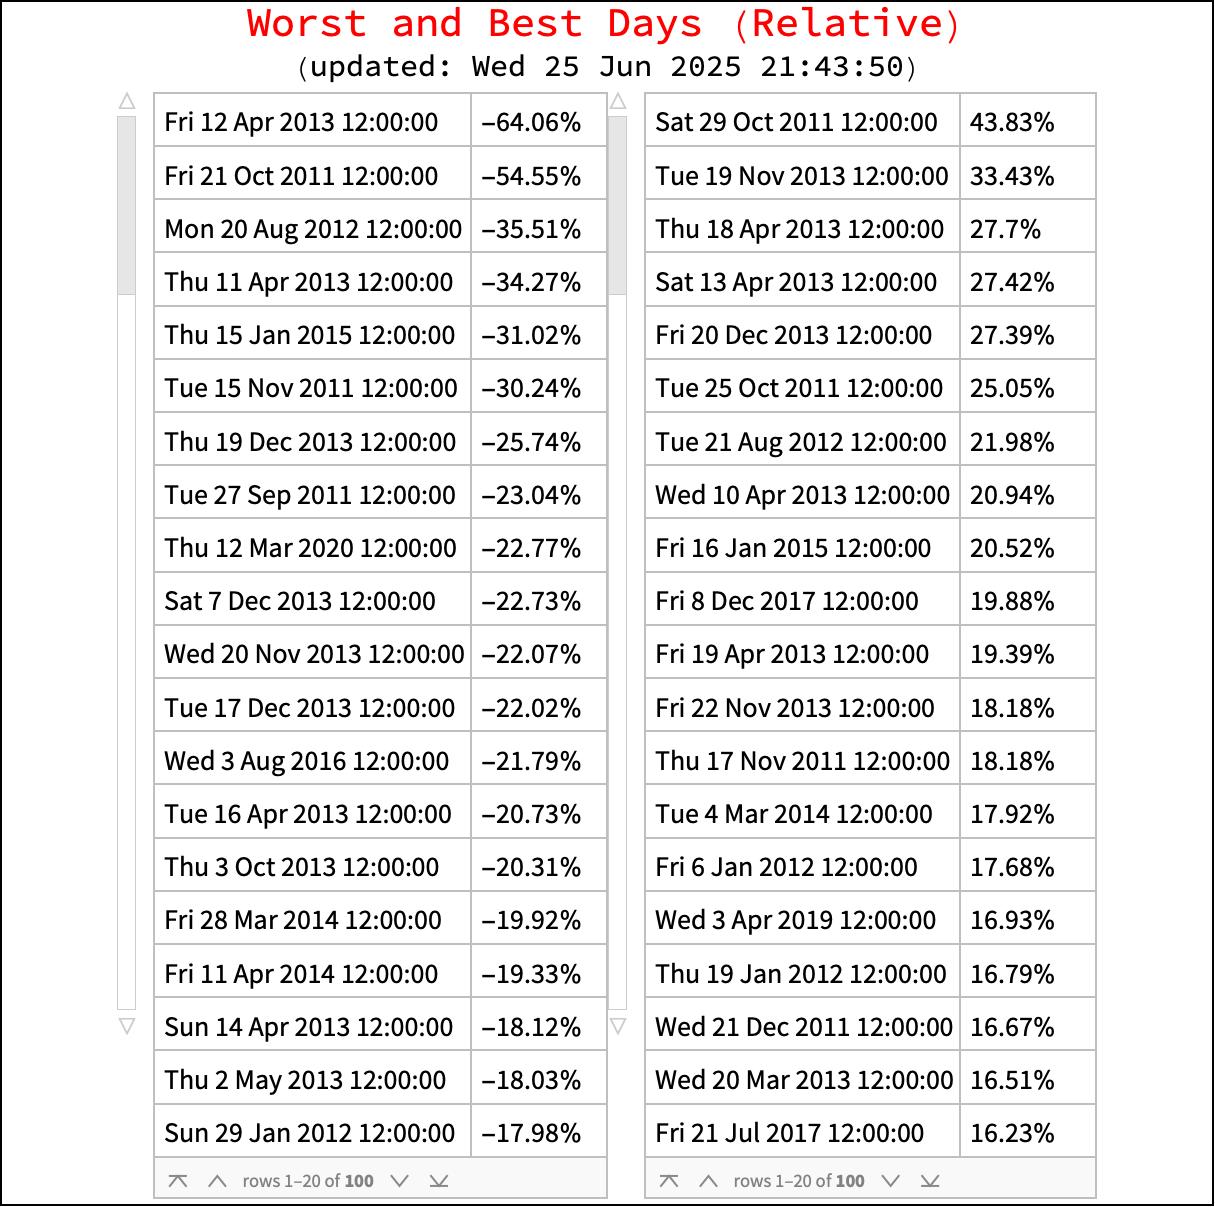 Worst and Best Days (Relative)
(updated: Wed 25 Jun 2025 21:43:50)
Fri 12 Apr 2013 12:00:00 –64.06%
Fri 21 Oct 2011 12:00:00 –54.55%
Mon 20 Aug 2012 12:00:00 –35.51%
Thu 11 Apr 2013 12:00:00 –34.27%
Thu 15 Jan 2015 12:00:00 –31.02%
Tue 15 Nov 2011 12:00:00 –30.24%
Thu 19 Dec 2013 12:00:00 –25.74%
Tue 27 Sep 2011 12:00:00 –23.04%
Thu 12 Mar 2020 12:00:00 –22.77%
Sat 7 Dec 2013 12:00:00 –22.73%
Wed 20 Nov 2013 12:00:00 –22.07%
Tue 17 Dec 2013 12:00:00 –22.02%
Wed 3 Aug 2016 12:00:00 –21.79%
Tue 16 Apr 2013 12:00:00 –20.73%
Thu 3 Oct 2013 12:00:00 –20.31%
Fri 28 Mar 2014 12:00:00 –19.92%
Fri 11 Apr 2014 12:00:00 –19.33%
Sun 14 Apr 2013 12:00:00 –18.12%
Thu 2 May 2013 12:00:00 –18.03%
Sun 29 Jan 2012 12:00:00 –17.98%
rows 1–20 of 100
Sat 29 Oct 2011 12:00:00 43.83%
Tue 19 Nov 2013 12:00:00 33.43%
Thu 18 Apr 2013 12:00:00 27.7%
Sat 13 Apr 2013 12:00:00 27.42%
Fri 20 Dec 2013 12:00:00 27.39%
Tue 25 Oct 2011 12:00:00 25.05%
Tue 21 Aug 2012 12:00:00 21.98%
Wed 10 Apr 2013 12:00:00 20.94%
Fri 16 Jan 2015 12:00:00 20.52%
Fri 8 Dec 2017 12:00:00 19.88%
Fri 19 Apr 2013 12:00:00 19.39%
Fri 22 Nov 2013 12:00:00 18.18%
Thu 17 Nov 2011 12:00:00 18.18%
Tue 4 Mar 2014 12:00:00 17.92%
Fri 6 Jan 2012 12:00:00 17.68%
Wed 3 Apr 2019 12:00:00 16.93%
Thu 19 Jan 2012 12:00:00 16.79%
Wed 21 Dec 2011 12:00:00 16.67%
Wed 20 Mar 2013 12:00:00 16.51%
Fri 21 Jul 2017 12:00:00 16.23%
rows 1–20 of 100